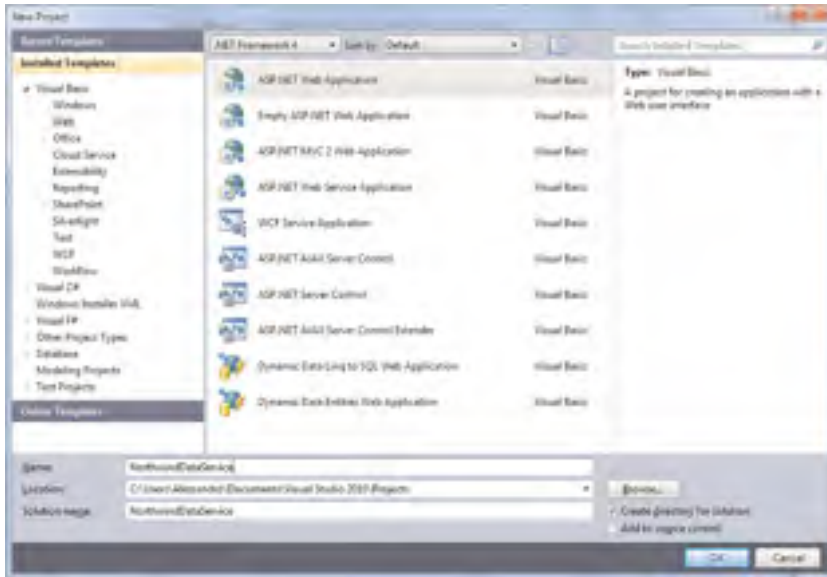 New Project
Recent Templates
Installed Templates
Visual Basic
Windows
Web
Office
Cloud Service
Extensibility
Reporting
SharePoint
Silverlight
Test
WCF
Workflow
Visual C#
Windows Installer XML
Visual F#
Other Project Types
Database
Modeling Projects
Test Projects
Online Templates
.NET Framework 4
Sort by: Default
Search Installed Templates
ASP.NET Web Application Visual Basic
Empty ASP.NET Web Application Visual Basic
ASP.NET MVC 2 Web Application Visual Basic
ASP.NET Web Service Application Visual Basic
WCF Service Application Visual Basic
ASP.NET AJAX Server Control Visual Basic
ASP.NET Server Control Visual Basic
ASP.NET AJAX Server Control Extender Visual Basic
Dynamic Data Linq to SQL Web Application Visual Basic
Dynamic Data Entities Web Application Visual Basic
Type: Visual Basic
A project for creating an application with a
Web user interface
Name: NorthwindDataService
Location: C:\Users\Alessandro\Documents\Visual Studio 2010\Projects
Browse...
Solution name: NorthwindDataService
Create directory for solution
Add to source control
OK Cancel